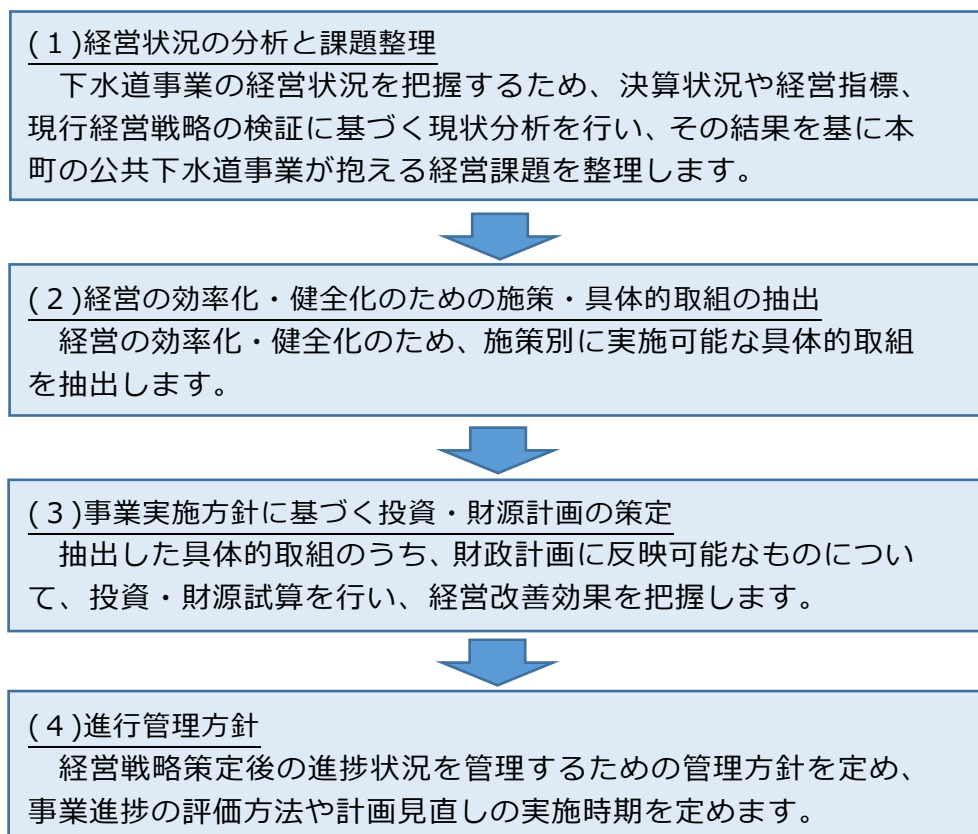 (１)経営状況の分析と課題整理
　下水道事業の経営状況を把握するため、決算状況や経営指標、
現行経営戦略の検証に基づく現状分析を行い、その結果を基に本
町の公共下水道事業が抱える経営課題を整理します。
(２)経営の効率化・健全化のための施策・具体的取組の抽出
　経営の効率化・健全化のため、施策別に実施可能な具体的取組
を抽出します。
(３)事業実施方針に基づく投資・財源計画の策定
　抽出した具体的取組のうち、財政計画に反映可能なものについ
て、投資・財源試算を行い、経営改善効果を把握します。
(４)進行管理方針
　経営戦略策定後の進捗状況を管理するための管理方針を定め、
事業進捗の評価方法や計画見直しの実施時期を定めます。